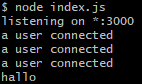 $ node index.js
listening on *:3000
a user connected
a user connected
a user connected
hallo